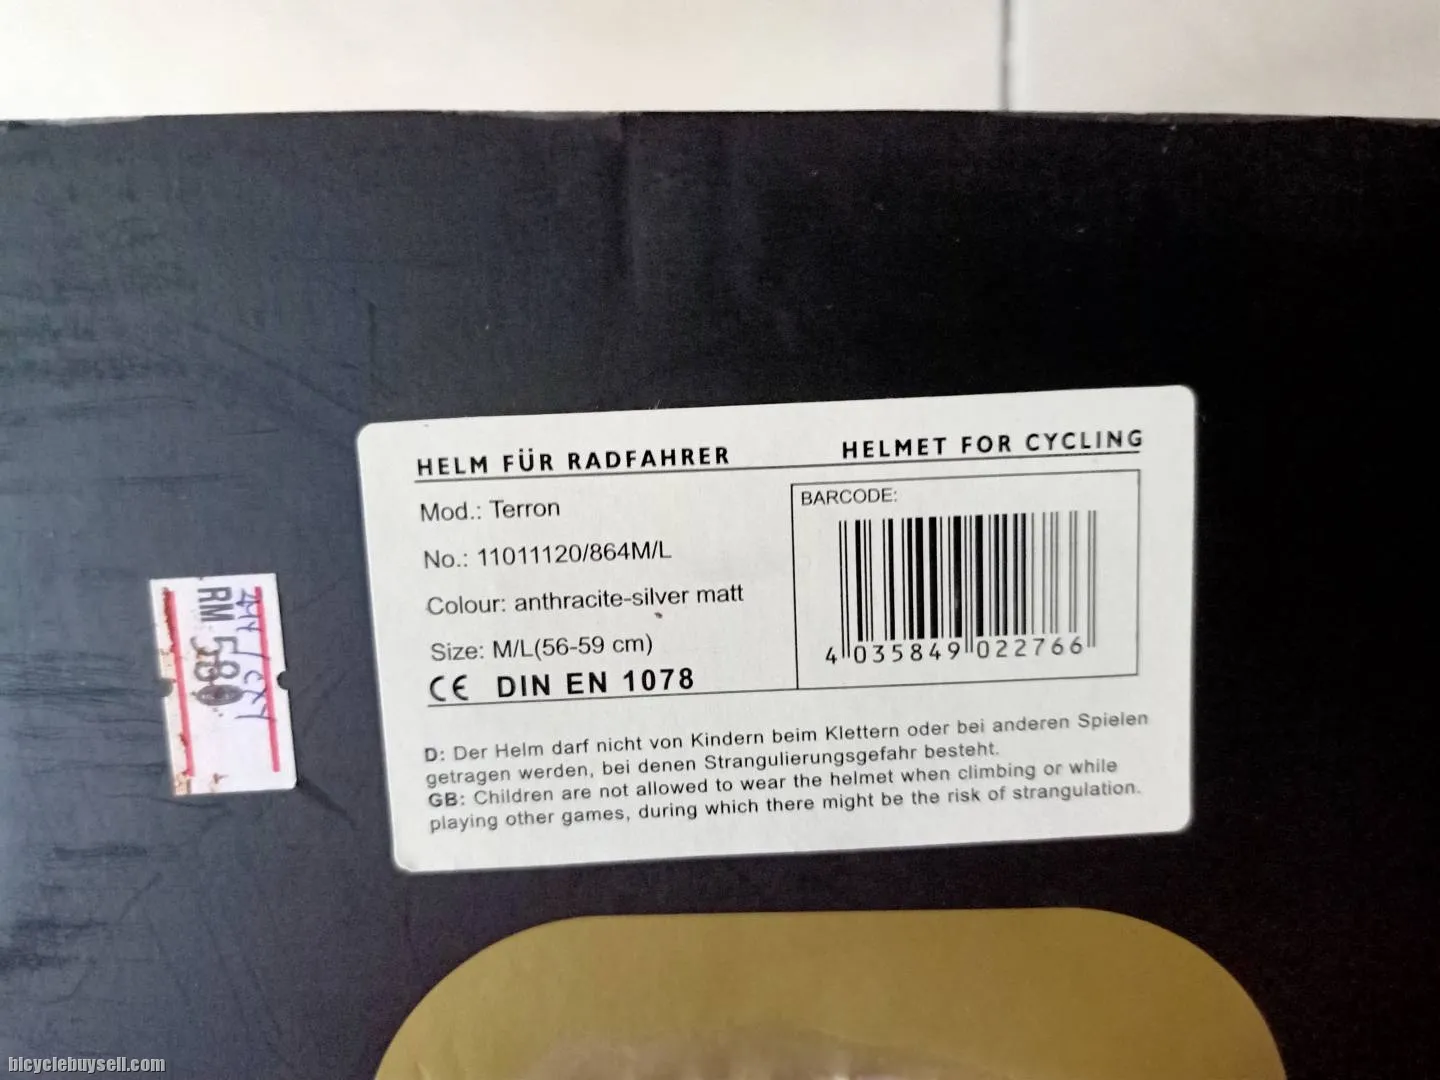 HELM FÜR RADFAHRER
HELMET FOR CYCLING
Mod.: Terron
No.: 11011120/864M/L
Colour: anthracite-silver matt
Size: M/L(56-59 cm)
CE DIN EN 1078
BARCODE:
4 035849 022766
D: Der Helm darf nicht von Kindern beim Klettern oder bei anderen Spielen
getragen werden, bei denen Strangulierungsgefahr besteht.
GB: Children are not allowed to wear the helmet when climbing or while
playing other games, during which there might be the risk of strangulation.
RM 580
bicyclebuysell.com